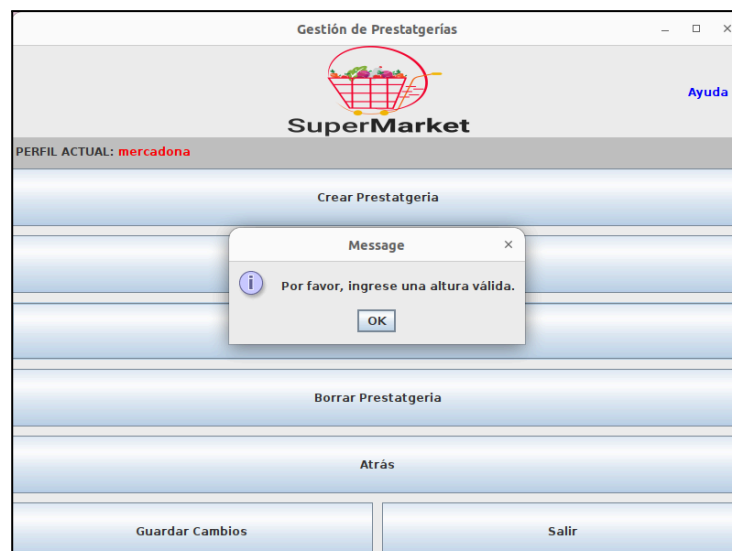 Gestión de Prestatgerías
SuperMarket
Ayuda
PERFIL ACTUAL: mercadona
Crear Prestatgeria
Message
Por favor, ingrese una altura válida.
OK
Borrar Prestatgeria
Atrás
Guardar Cambios
Salir